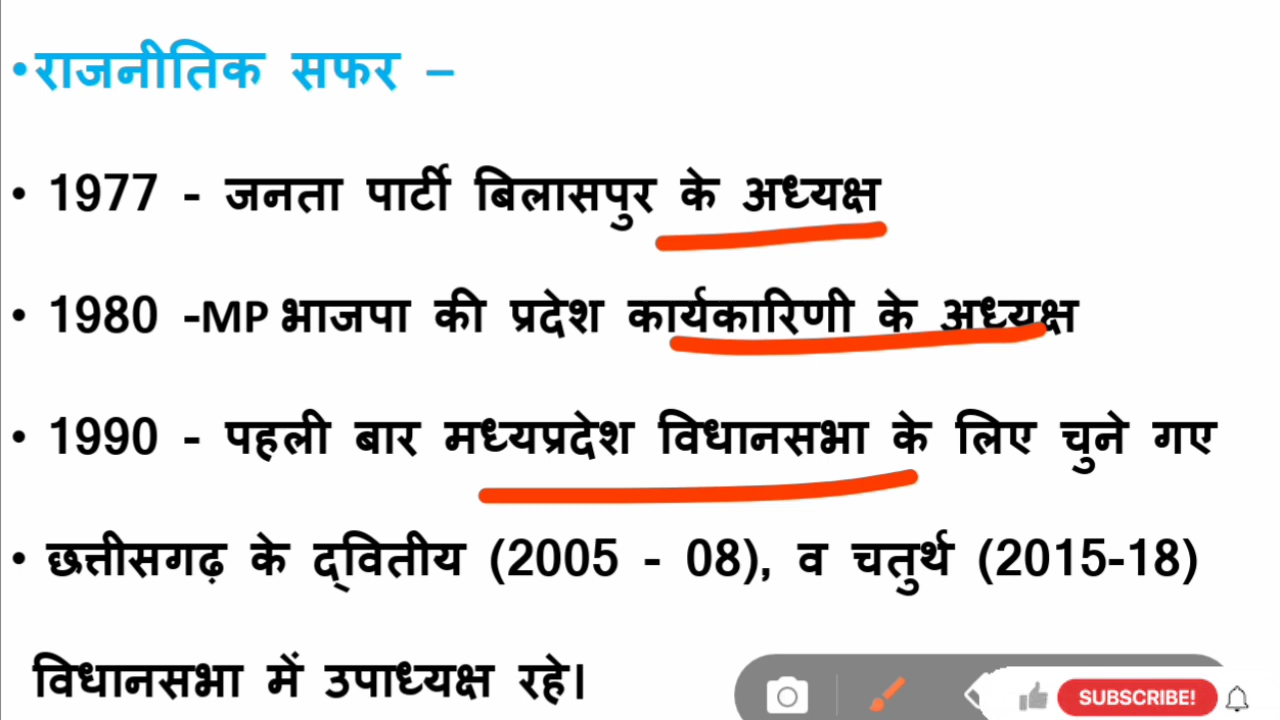 •राजनीतिक सफर –
• 1977 - जनता पार्टी बिलासपुर के अध्यक्ष
• 1980 -MP भाजपा की प्रदेश कार्यकारिणी के अध्यक्ष
• 1990 - पहली बार मध्यप्रदेश विधानसभा के लिए चुने गए
• छत्तीसगढ़ के द्वितीय (2005 - 08), व चतुर्थ (2015-18)
विधानसभा में उपाध्यक्ष रहे।
SUBSCRIBE!